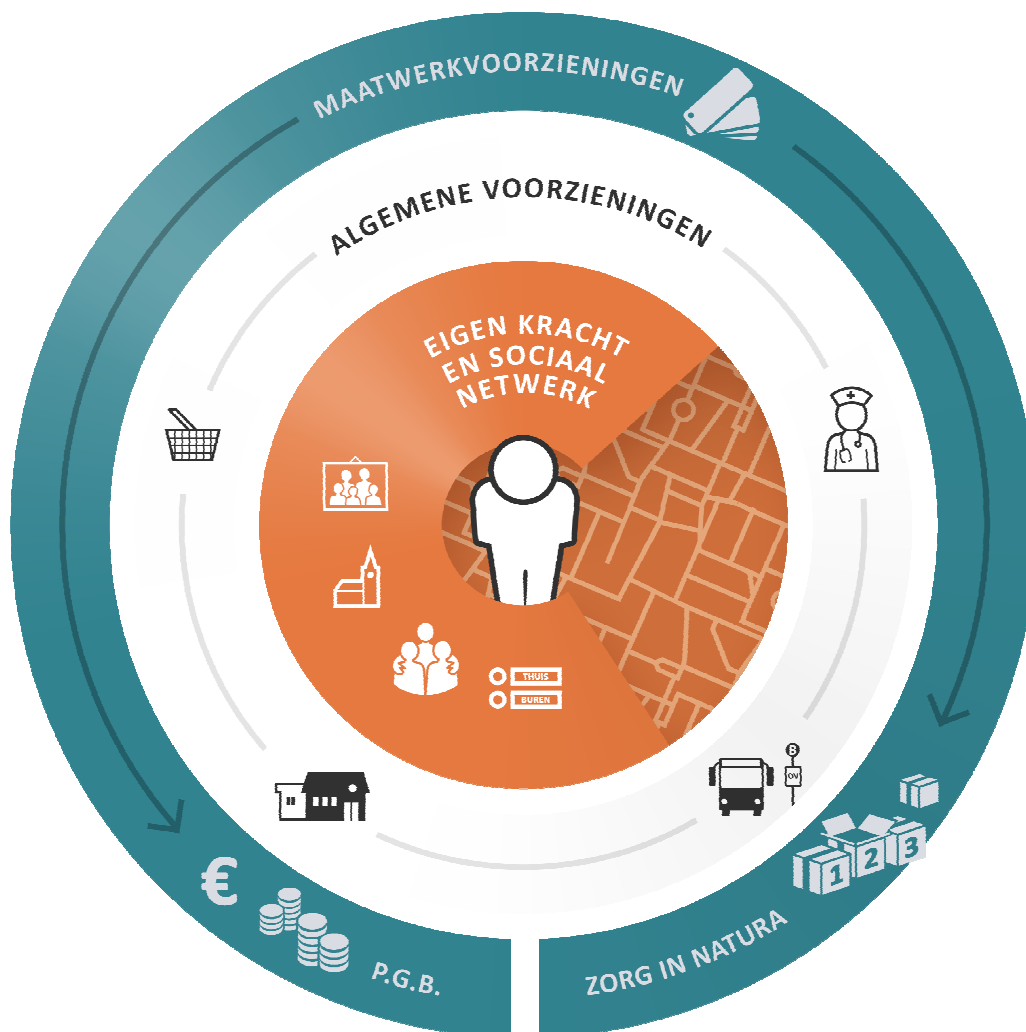 MAATWERKVOORZIENINGEN
ALGEMENE VOORZIENINGEN
EIGEN KRACHT
EN SOCIAAL
NETWERK
THUIS
BUREN
B
OV
1 2 3
€
P.G.B.
ZORG IN NATURA